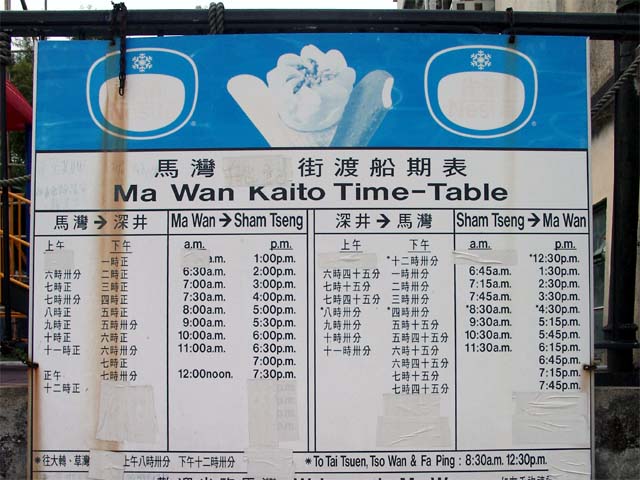 馬灣 街渡船期表
Ma Wan Kaito Time-Table
馬灣→深井 Ma Wan→Sham Tseng 深井→馬灣 Sham Tseng→Ma Wan
上午 下午 a.m. p.m. 上午 下午 a.m. p.m.
一時正 a.m. 1:00p.m. *十二時卅分 *12:30p.m.
六時卅分 二時正 6:30a.m. 2:00p.m. 六時四十五分 一時卅分 6:45a.m. 1:30p.m.
七時正 三時正 7:00a.m. 3:00p.m. 七時十五分 二時卅分 7:15a.m. 2:30p.m.
七時卅分 四時正 7:30a.m. 4:00p.m. 七時四十五分 三時卅分 7:45a.m. 3:30p.m.
八時正 五時正 8:00a.m. 5:00p.m. *八時卅分 *四時卅分 *8:30a.m. *4:30p.m.
九時正 五時卅分 9:00a.m. 5:30p.m. 九時卅分 五時十五分 9:30a.m. 5:15p.m.
十時正 六時正 10:00a.m. 6:00p.m. 十時卅分 五時四十五分 10:30a.m. 5:45p.m.
十一時正 六時卅分 11:00a.m. 6:30p.m. 十一時卅分 六時十五分 11:30a.m. 6:15p.m.
七時正 7:00p.m. 六時四十五分 6:45p.m.
正午 七時卅分 12:00noon. 7:30p.m. 七時十五分 7:15p.m.
十二時正 七時四十五分 7:45p.m.
*往大轉、草灣 上午八時卅分 下午十二時卅分 *To Tai Tsuen, Tso Wan & Fa Ping : 8:30a.m. 12:30p.m.